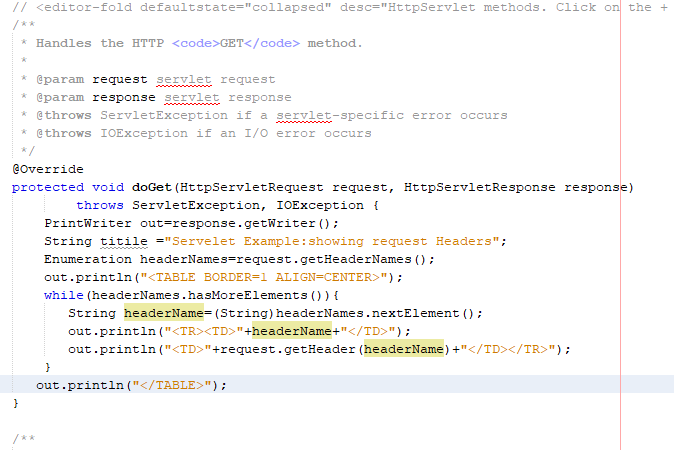 // <editor-fold defaultstate="collapsed" desc="HttpServlet methods. Click on the +
/**
 * Handles the HTTP <code>GET</code> method.
 *
 * @param request servlet request
 * @param response servlet response
 * @throws ServletException if a servlet-specific error occurs
 * @throws IOException if an I/O error occurs
 */
@Override
protected void doGet(HttpServletRequest request, HttpServletResponse response)
        throws ServletException, IOException {
    PrintWriter out=response.getWriter();
    String titile ="Servelet Example:showing request Headers";
    Enumeration headerNames=request.getHeaderNames();
    out.println("<TABLE BORDER=1 ALIGN=CENTER>");
    while(headerNames.hasMoreElements()){
       String headerName=(String)headerNames.nextElement();
       out.println("<TR><TD>"+headerName+"</TD>");
       out.println("<TD>"+request.getHeader(headerName)+"</TD></TR>");
    }
   out.println("</TABLE>");
}
/**